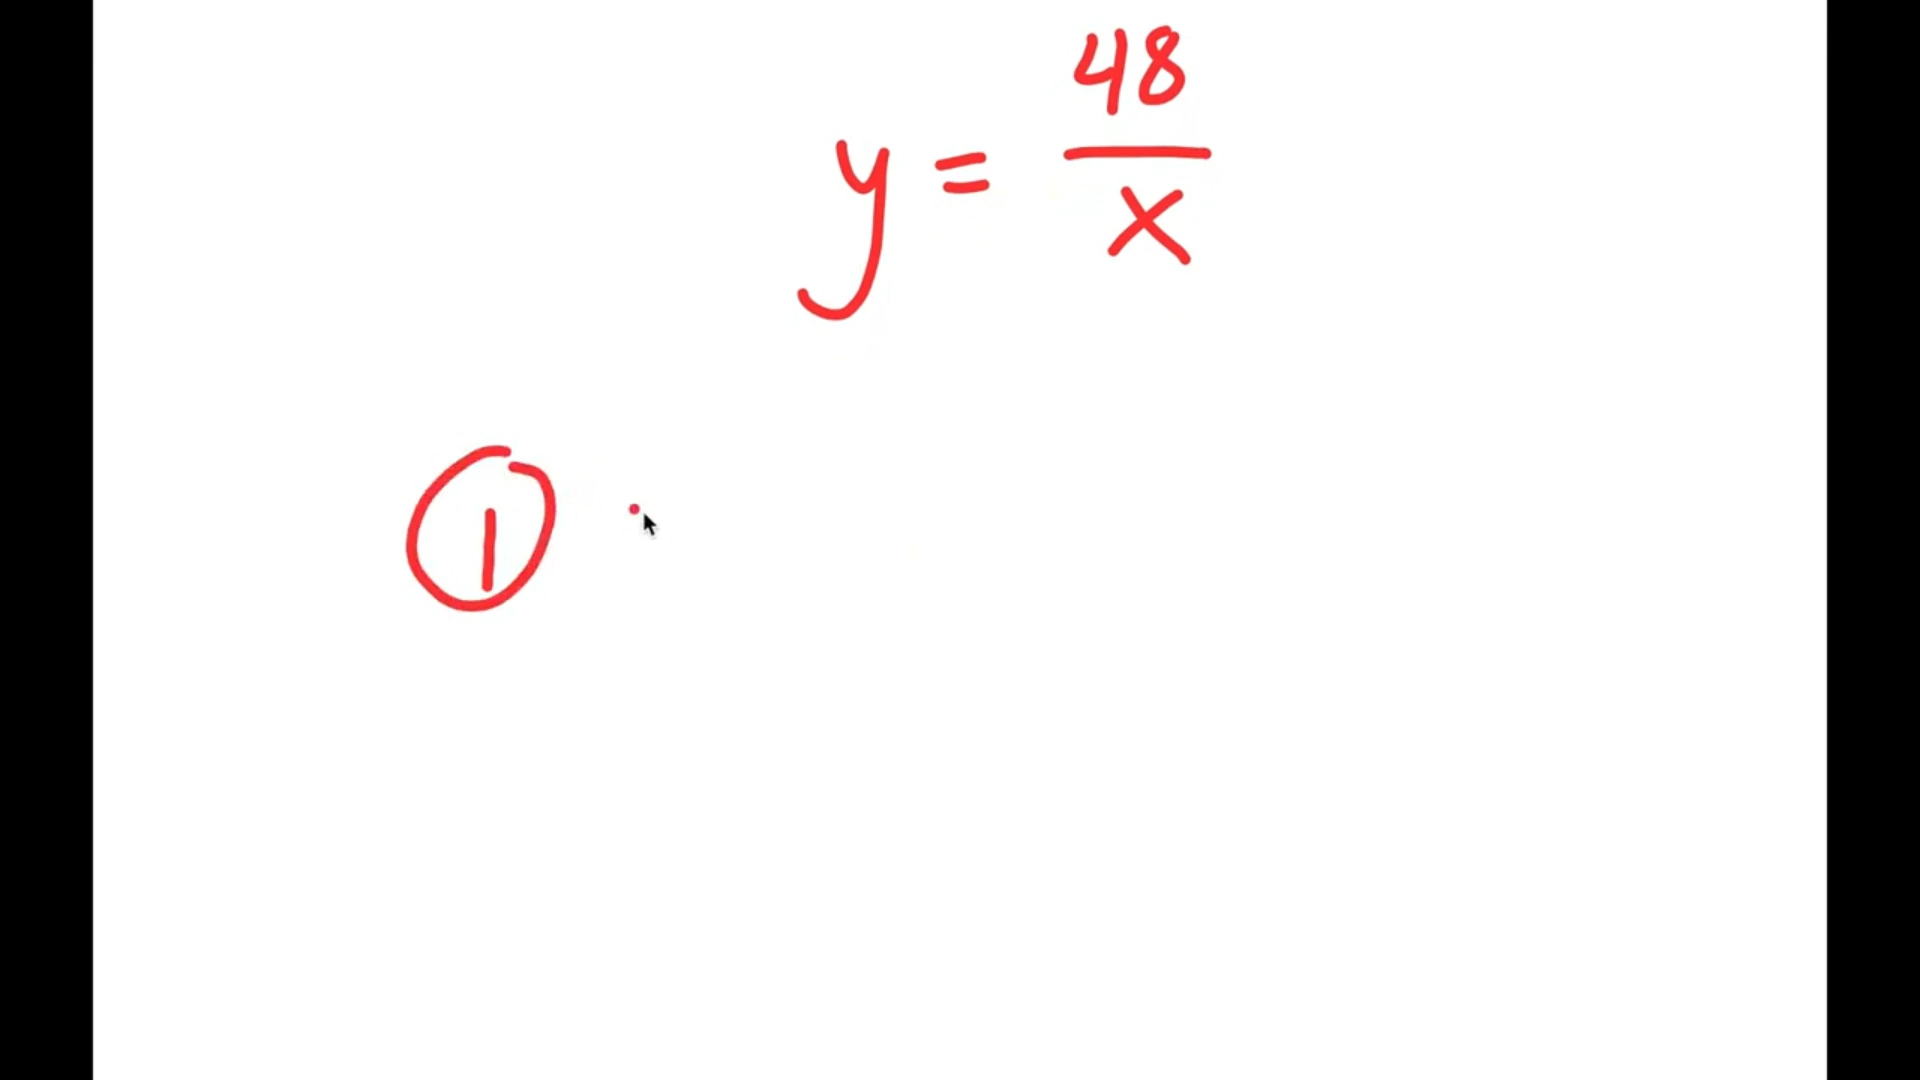 y = 48/x
①